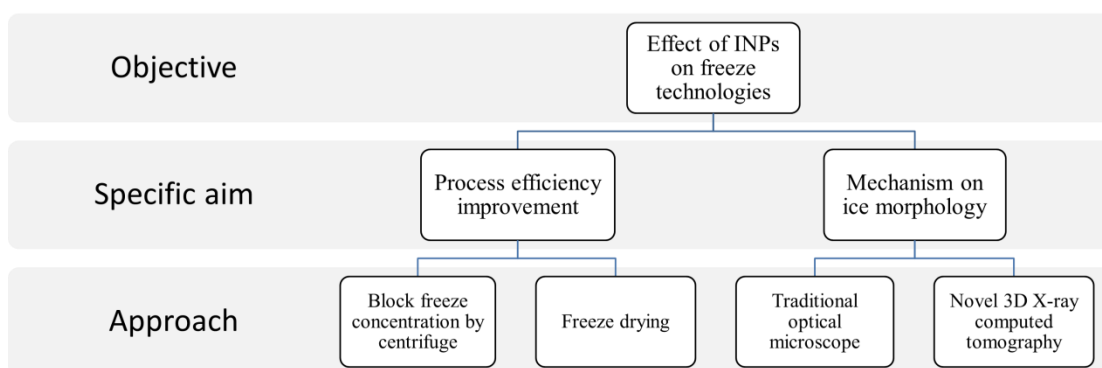 Objective
Effect of INPs
on freeze
technologies
Specific aim
Process efficiency
improvement
Mechanism on
ice morphology
Approach
Block freeze
concentration by
centrifuge
Freeze drying
Traditional
optical
microscope
Novel 3D X-ray
computed
tomography